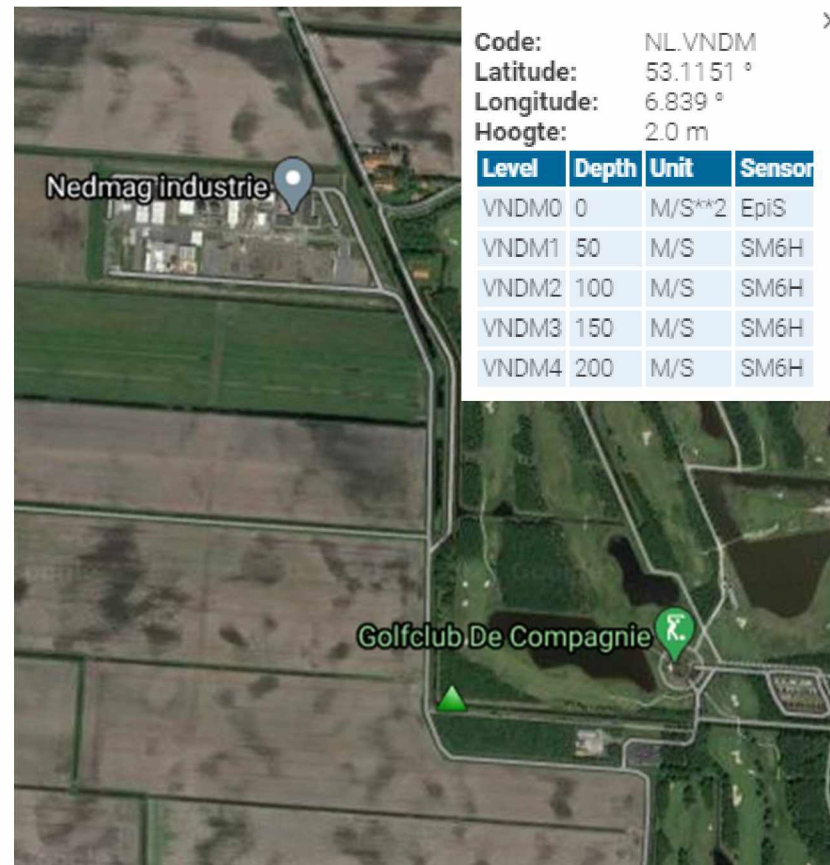 Code: NL.VNDM
Latitude: 53.1151 °
Longitude: 6.839 °
Hoogte: 2.0 m
Level Depth Unit Sensor
VNDM0 0 M/S**2 EpiS
VNDM1 50 M/S SM6H
VNDM2 100 M/S SM6H
VNDM3 150 M/S SM6H
VNDM4 200 M/S SM6H
Nedmag industrie
Golfclub De Compagnie